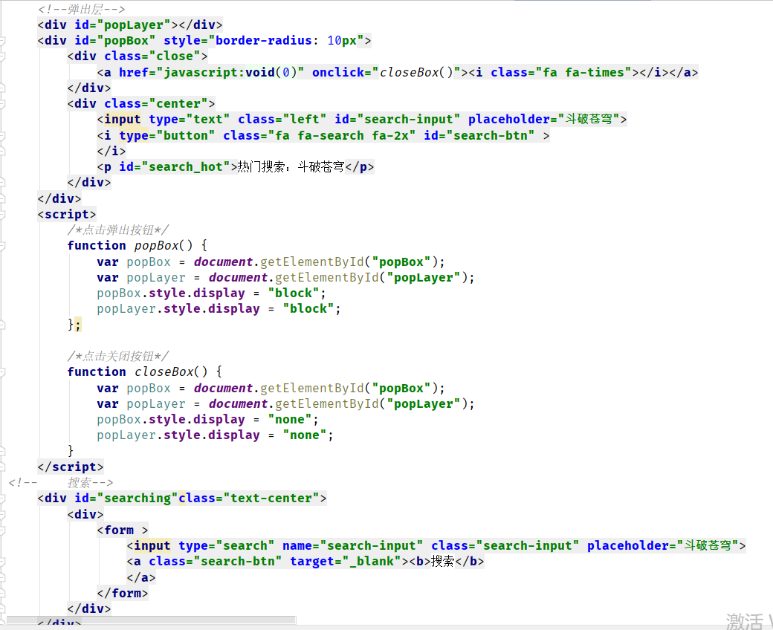 <!--弹出层-->
<div id="popLayer"></div>
<div id="popBox" style="border-radius: 10px">
<div class="close">
<a href="javascript:void(0)" onclick="closeBox()"><i class="fa fa-times"></i></a>
</div>
<div class="center">
<input type="text" class="left" id="search-input" placeholder="斗破苍穹">
<i type="button" class="fa fa-search fa-2x" id="search-btn" >
</i>
<p id="search_hot">热门搜索：斗破苍穹</p>
</div>
</div>
<script>
/*点击弹出按钮*/
function popBox() {
var popBox = document.getElementById("popBox");
var popLayer = document.getElementById("popLayer");
popBox.style.display = "block";
popLayer.style.display = "block";
};
/*点击关闭按钮*/
function closeBox() {
var popBox = document.getElementById("popBox");
var popLayer = document.getElementById("popLayer");
popBox.style.display = "none";
popLayer.style.display = "none";
}
</script>
<!-- 搜索-->
<div id="searching"class="text-center">
<div>
<form >
<input type="search" name="search-input" class="search-input" placeholder="斗破苍穹">
<a class="search-btn" target="_blank"><b>搜索</b>
</a>
</form>
</div>
</div>
激活